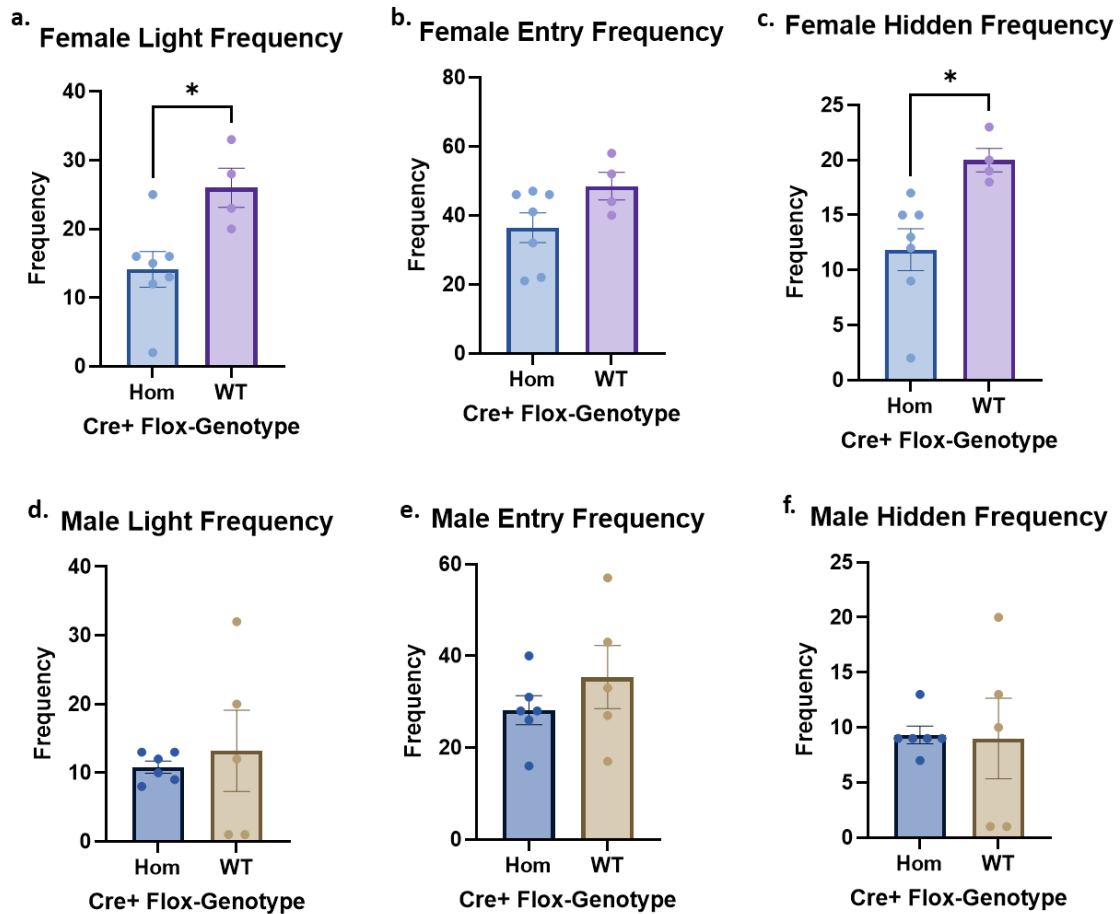 a. Female Light Frequency
40
30
20
10
0
Frequency
*
Hom WT
Cre+ Flox-Genotype
b. Female Entry Frequency
80
60
40
20
0
Frequency
Hom WT
Cre+ Flox-Genotype
c. Female Hidden Frequency
25
20
15
10
5
0
Frequency
*
Hom WT
Cre+ Flox-Genotype
d. Male Light Frequency
40
30
20
10
0
Frequency
Hom WT
Cre+ Flox-Genotype
e. Male Entry Frequency
60
40
20
0
Frequency
Hom WT
Cre+ Flox-Genotype
f. Male Hidden Frequency
25
20
15
10
5
0
Frequency
Hom WT
Cre+ Flox-Genotype